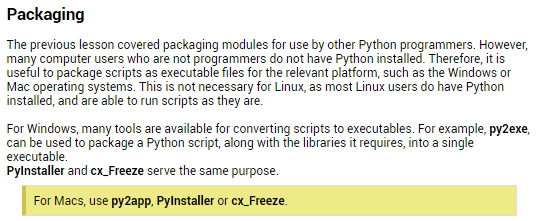 Packaging
The previous lesson covered packaging modules for use by other Python programmers. However,
many computer users who are not programmers do not have Python installed. Therefore, it is
useful to package scripts as executable files for the relevant platform, such as the Windows or
Mac operating systems. This is not necessary for Linux, as most Linux users do have Python
installed, and are able to run scripts as they are.
For Windows, many tools are available for converting scripts to executables. For example, py2exe,
can be used to package a Python script, along with the libraries it requires, into a single
executable.
PyInstaller and cx_Freeze serve the same purpose.
For Macs, use py2app, PyInstaller or cx_Freeze.